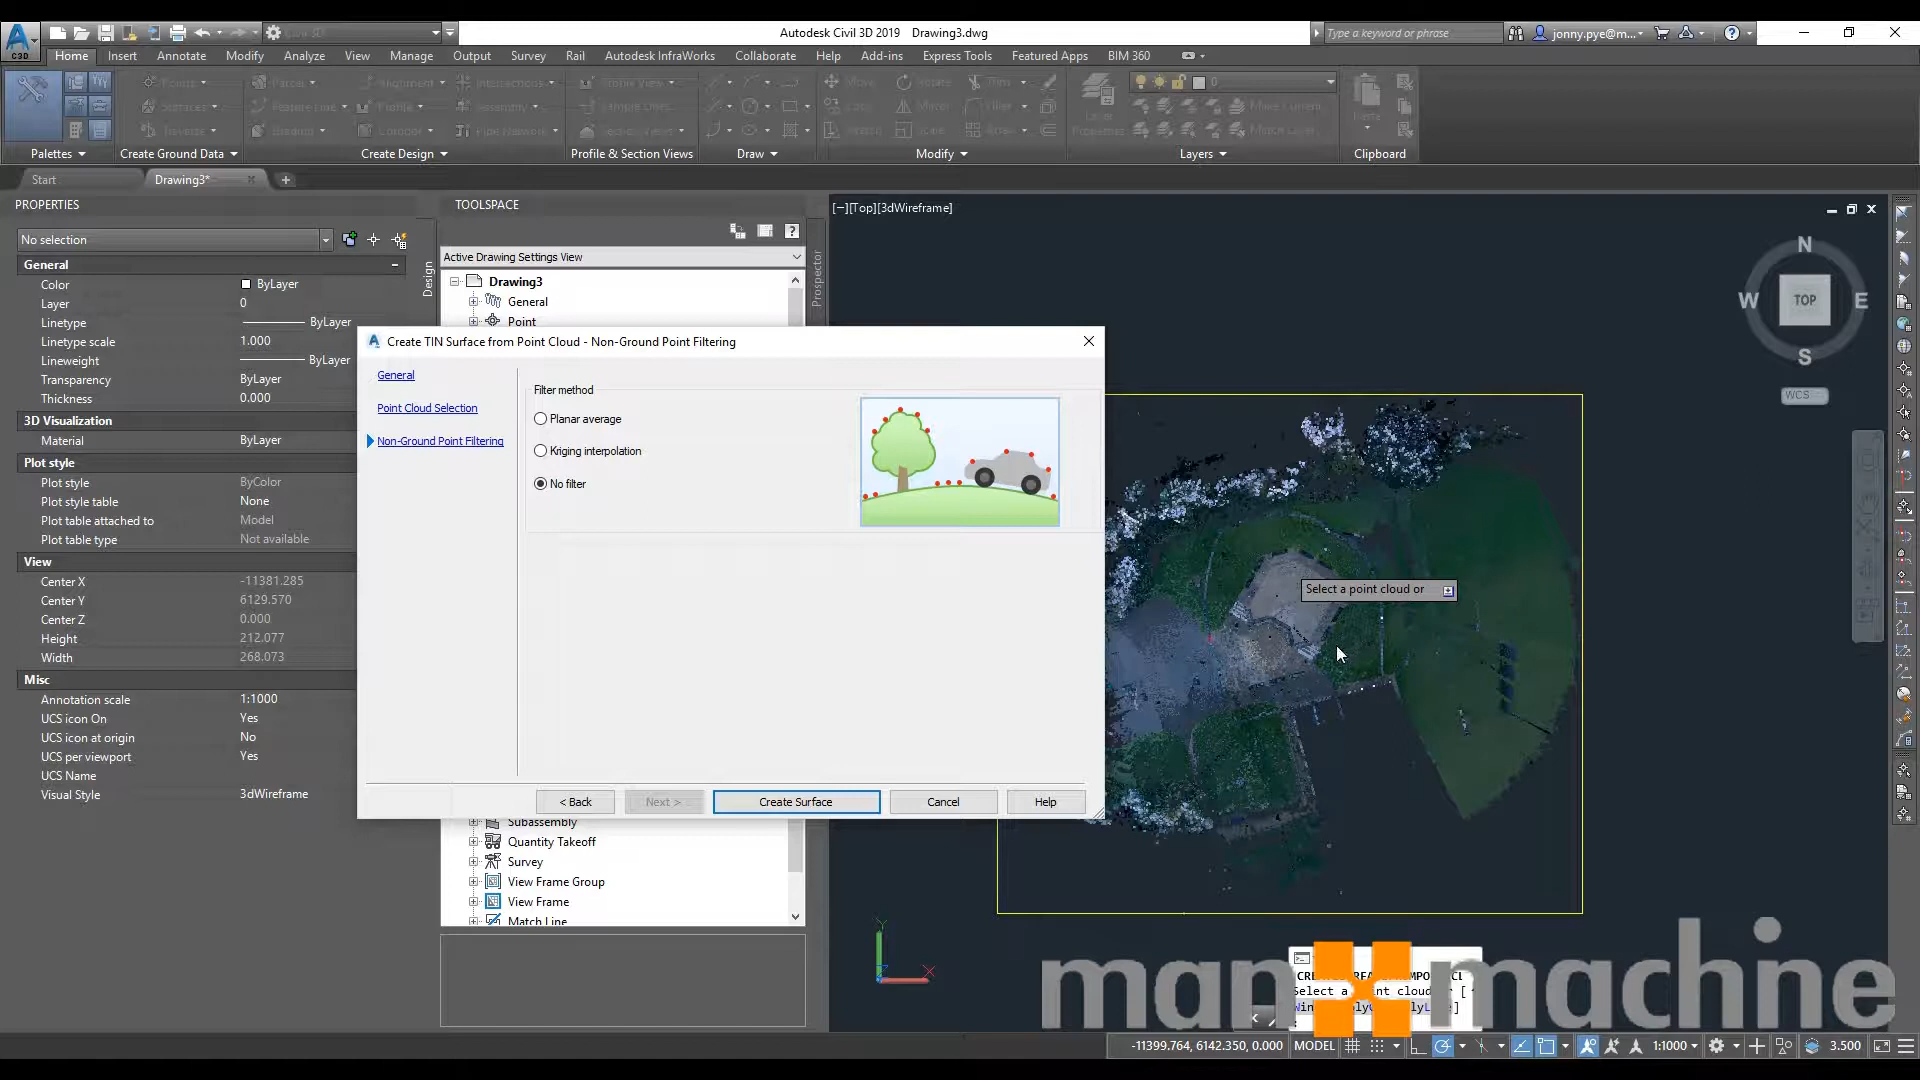 Autodesk Civil 3D 2019 Drawing3.dwg
Type a keyword or phrase
jonny.pye@m...
C3D
Home Insert Annotate Analyze View Manage Output Survey Rail Autodesk InfraWorks Collaborate Help Add-ins Express Tools Featured Apps BIM 360
Palettes Create Ground Data Create Design Profile & Section Views Draw Modify Layers Clipboard
Start Drawing3*
PROPERTIES
No selection
General
Color ByLayer
Layer 0
Linetype ByLayer
Linetype scale 1.000
Lineweight ByLayer
Transparency ByLayer
Thickness 0.000
3D Visualization
Material ByLayer
Plot style
Plot style ByColor
Plot style table None
Plot table attached to Model
Plot table type Not available
View
Center X -11381.285
Center Y 6129.570
Center Z 0.000
Height 212.077
Width 268.073
Misc
Annotation scale 1:1000
UCS icon On Yes
UCS icon at origin No
UCS per viewport Yes
UCS Name
Visual Style 3dWireframe
Design
TOOLSPACE
Active Drawing Settings View
Drawing3
General
Point
Subassembly
Quantity Takeoff
Survey
View Frame Group
View Frame
Match Line
Prospector
Create TIN Surface from Point Cloud - Non-Ground Point Filtering
General
Point Cloud Selection
Non-Ground Point Filtering
Filter method
Planar average
Kriging interpolation
No filter
< Back Next > Create Surface Cancel Help
[−][Top][3dWireframe]
N
W TOP E
S
WCS
Select a point cloud or
Y
X
man machine
Select a
-11399.764, 6142.350, 0.000 MODEL 1:1000 3.500